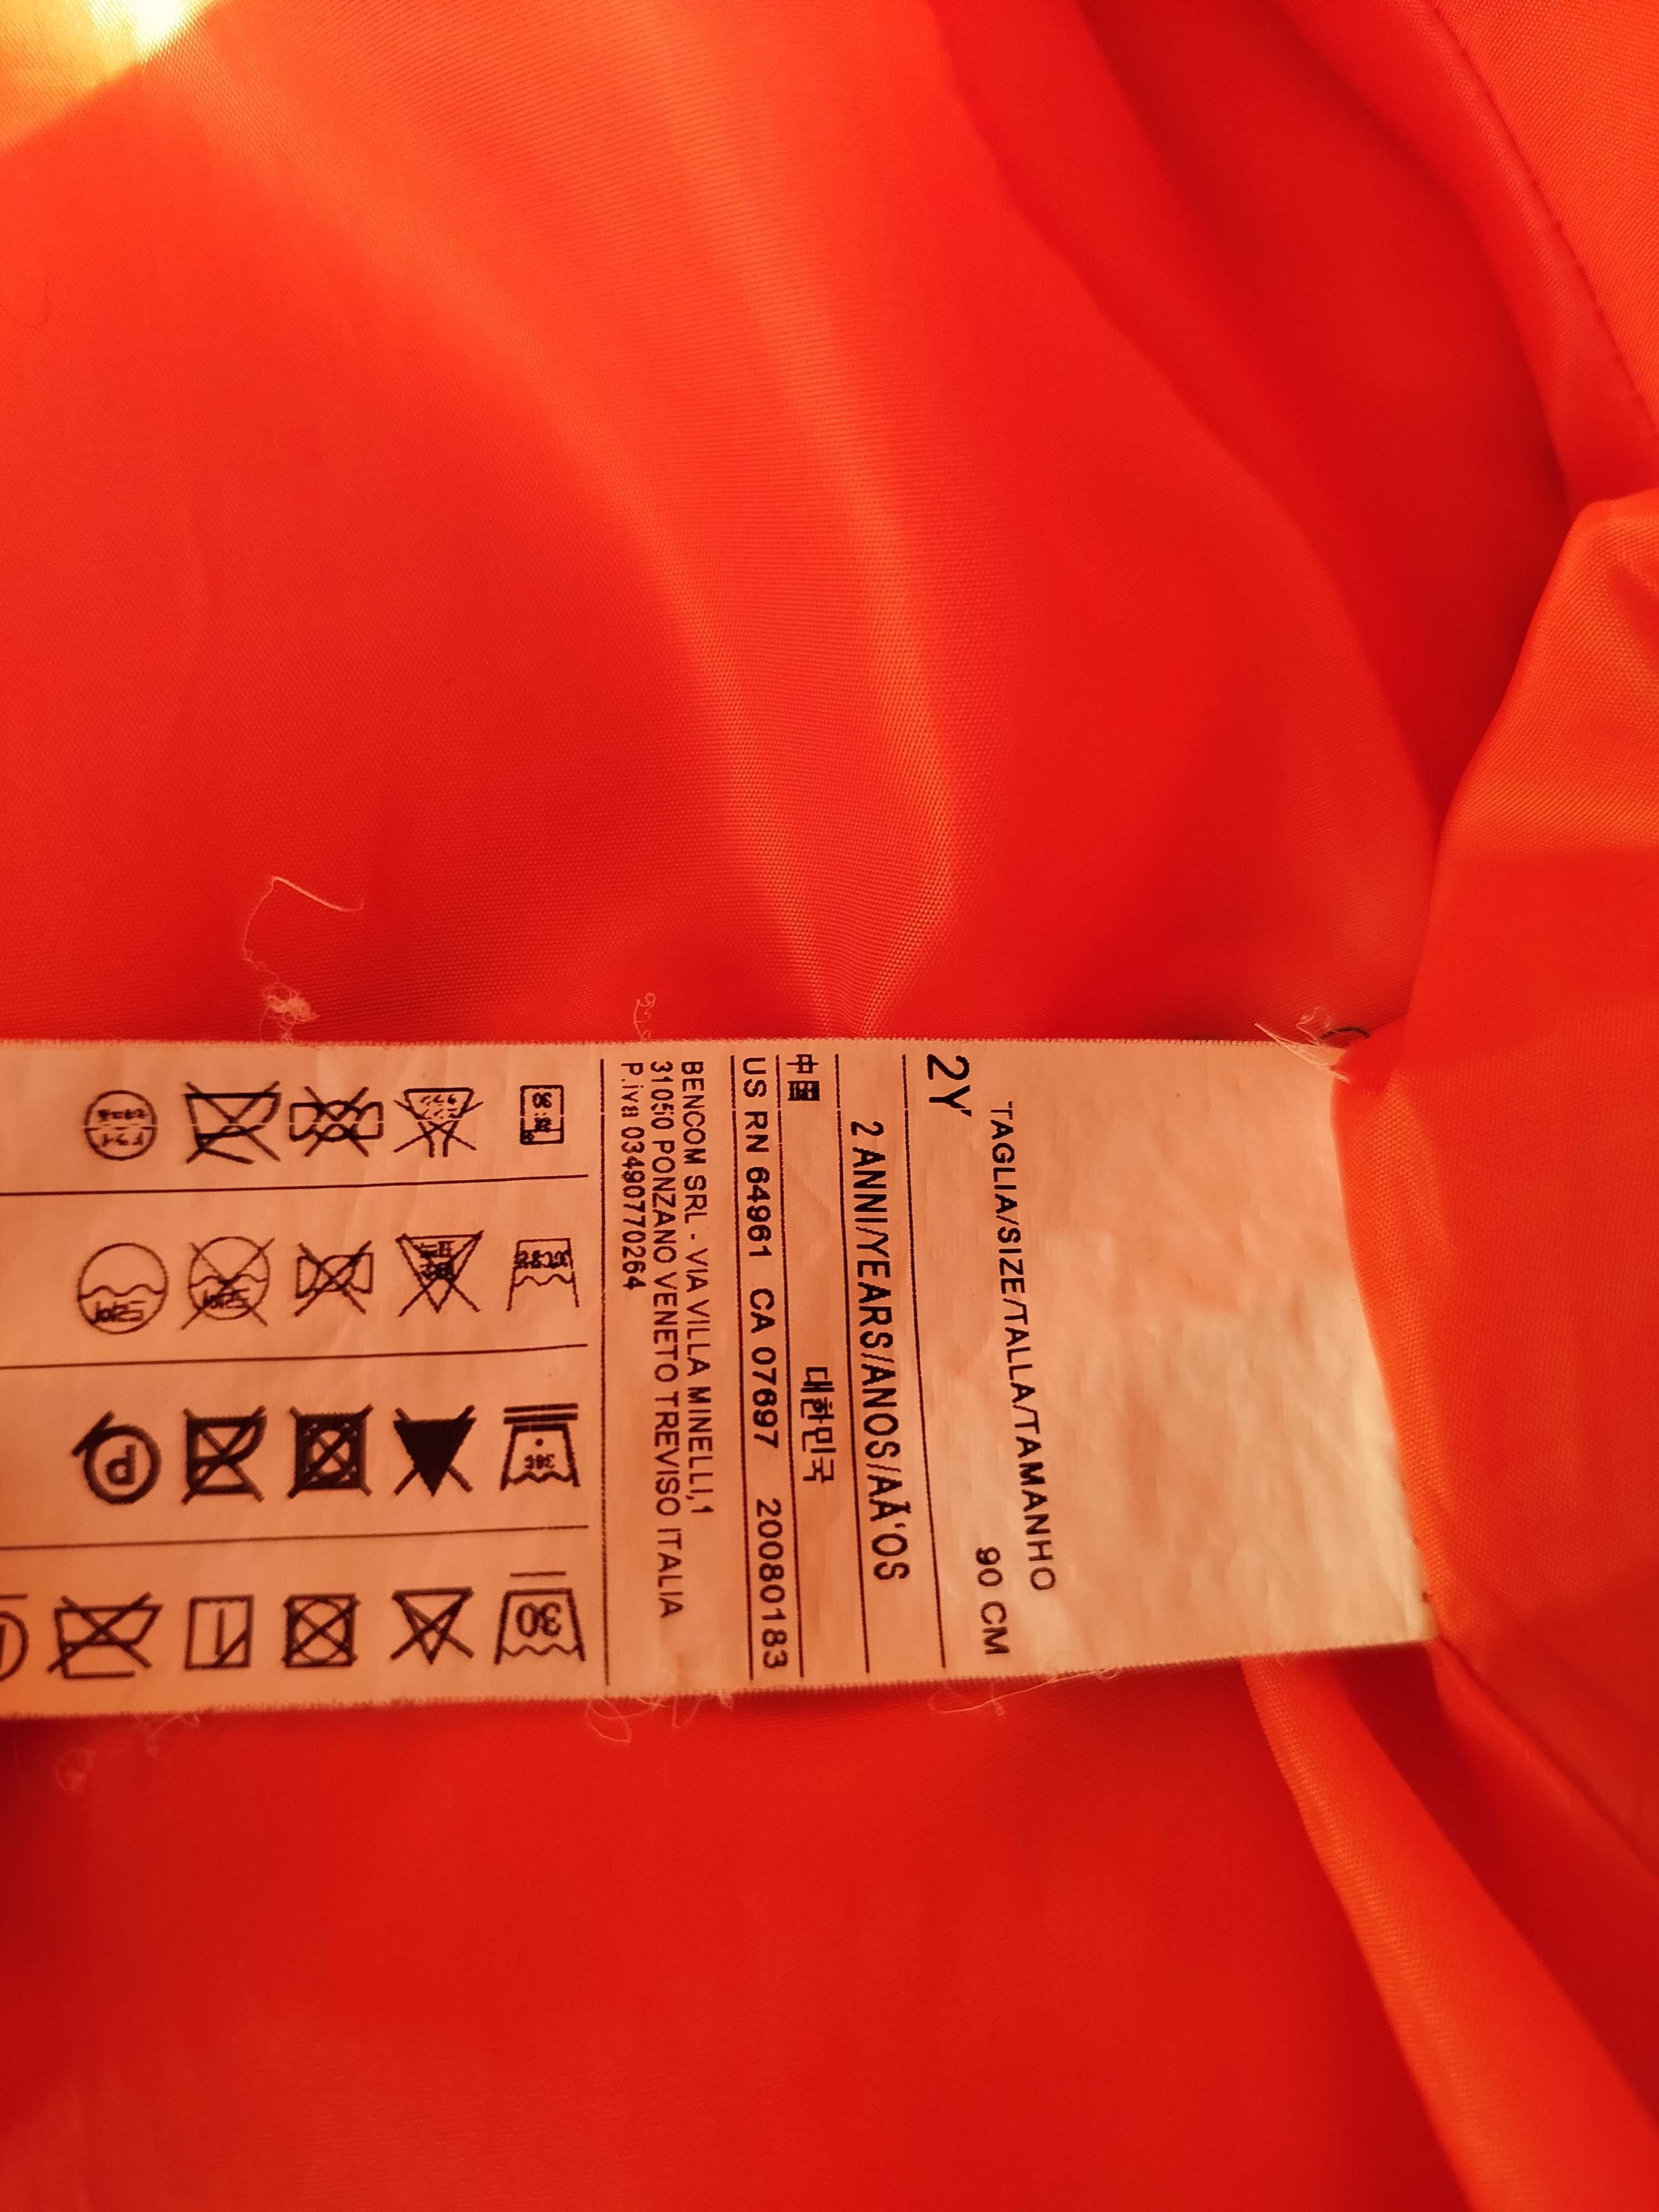 TAGLIA/SIZE/TALLA/TAMANHO
90 CM
2Y
2 ANNI/YEARS/ANOS/AÃ‘OS
대한민국
中国
US RN 64961 CA 07697 20080183
BENCOM SRL - VIA VILLA MINELLI,1
31050 PONZANO VENETO TREVISO ITALIA
P.iva 03490770264
30
P